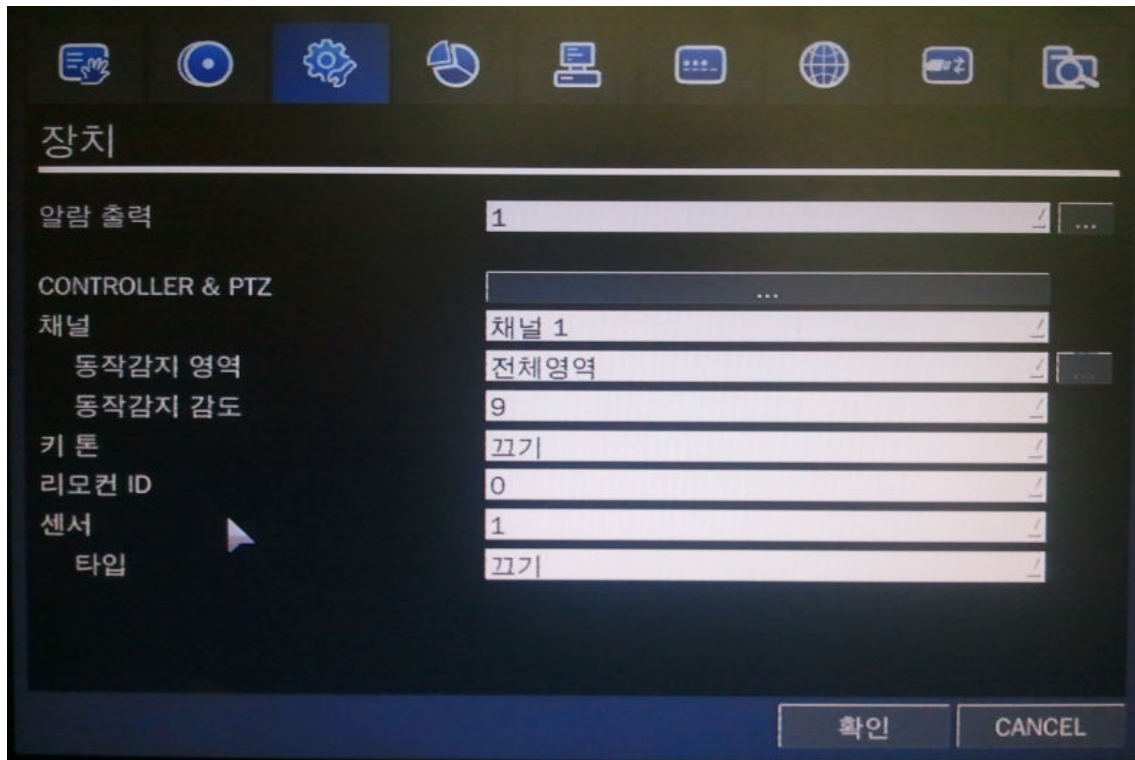 장치
알람 출력 1 ...
CONTROLLER & PTZ ...
채널 채널 1
동작감지 영역 전체영역 ...
동작감지 감도 9
키 톤 끄기
리모컨 ID 0
센서 1
타입 끄기
확인 CANCEL